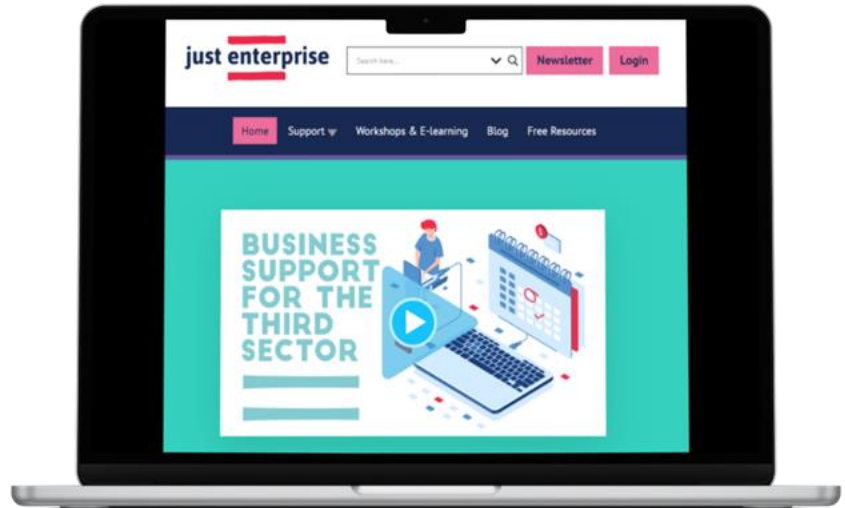 just enterprise
Search here...
Newsletter
Login
Home
Support
Workshops & E-learning
Blog
Free Resources
BUSINESS
SUPPORT
FOR THE
THIRD
SECTOR